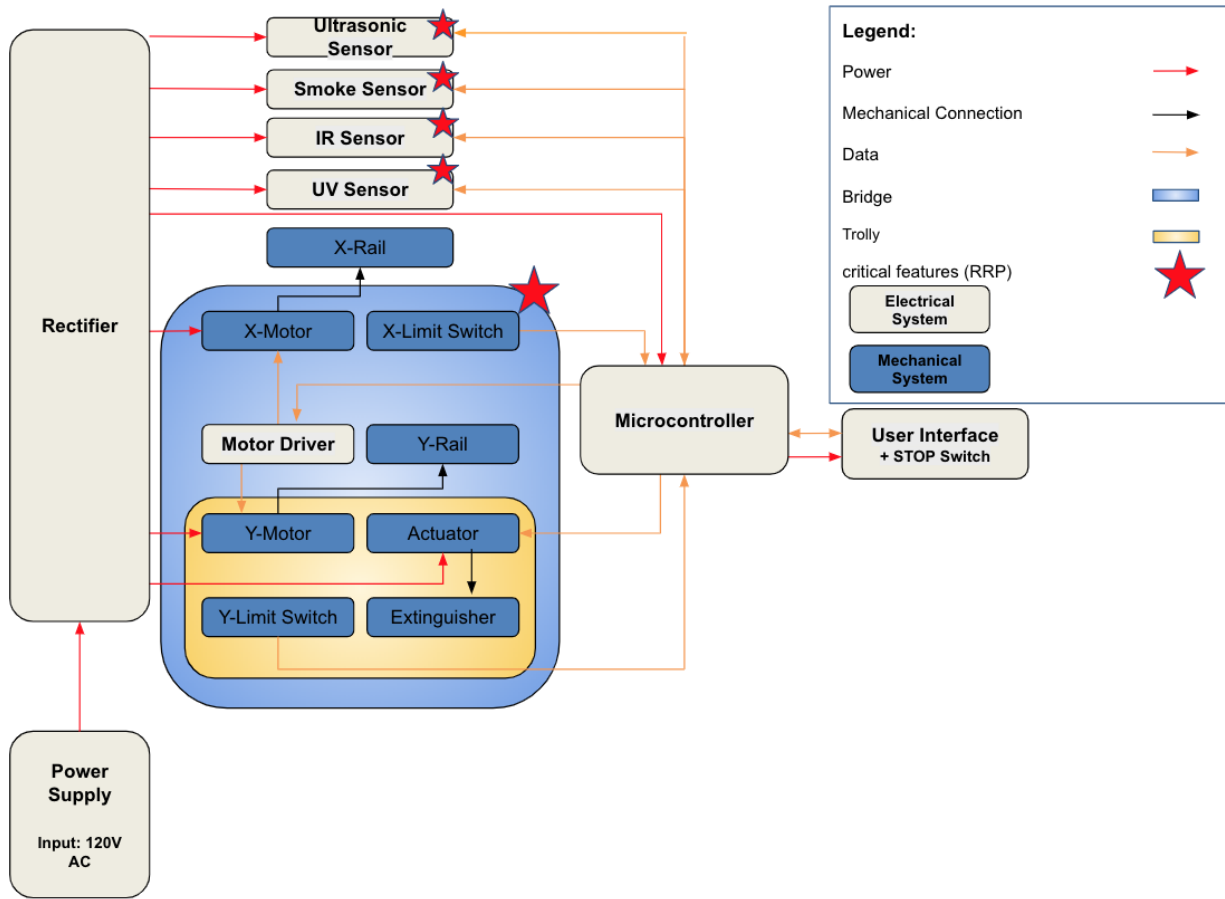 Ultrasonic
Sensor
Smoke Sensor
IR Sensor
UV Sensor
X-Rail
Rectifier
X-Motor
X-Limit Switch
Motor Driver
Y-Rail
Y-Motor
Actuator
Y-Limit Switch
Extinguisher
Microcontroller
User Interface
+ STOP Switch
Power
Supply
Input: 120V
AC
Legend:
Power
Mechanical Connection
Data
Bridge
Trolly
critical features (RRP)
Electrical
System
Mechanical
System